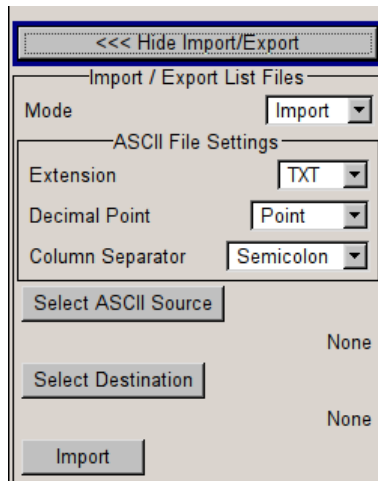 <<< Hide Import/Export
Import / Export List Files
Mode Import
ASCII File Settings
Extension TXT
Decimal Point Point
Column Separator Semicolon
Select ASCII Source
None
Select Destination
None
Import